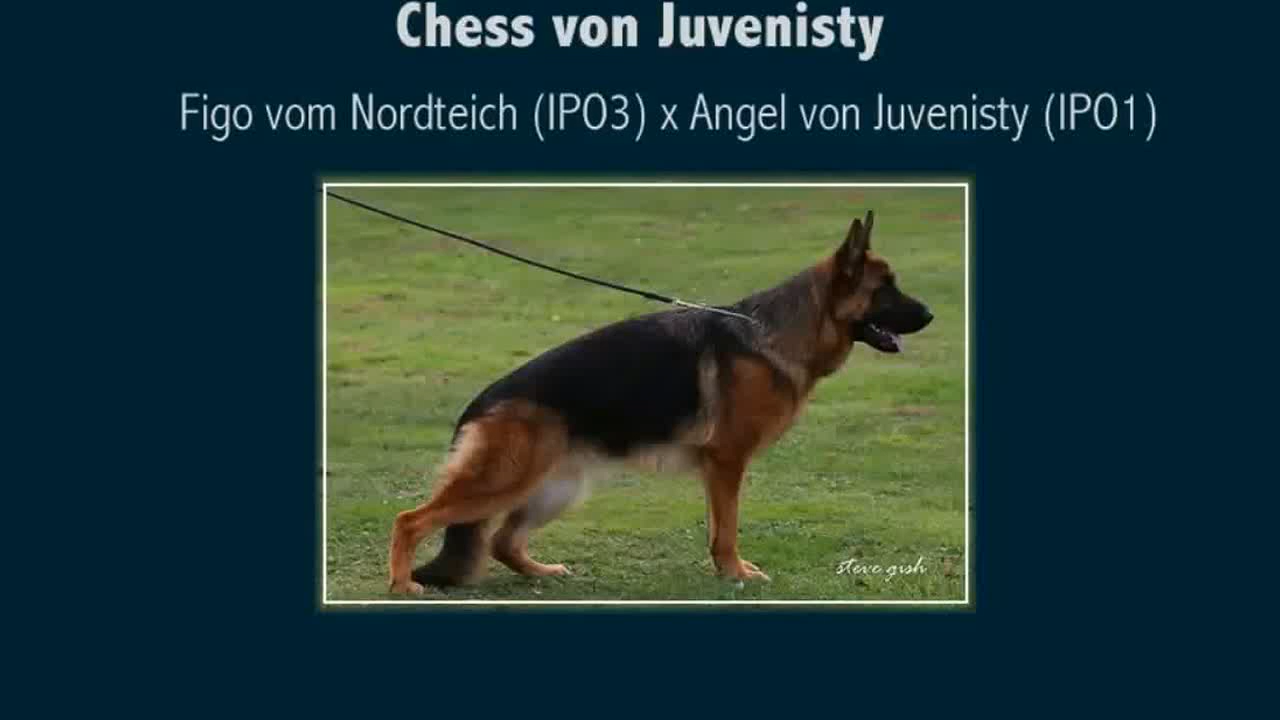 Chess von Juvenisty
Figo vom Nordteich (IPO3) x Angel von Juvenisty (IPO1)
steve gish